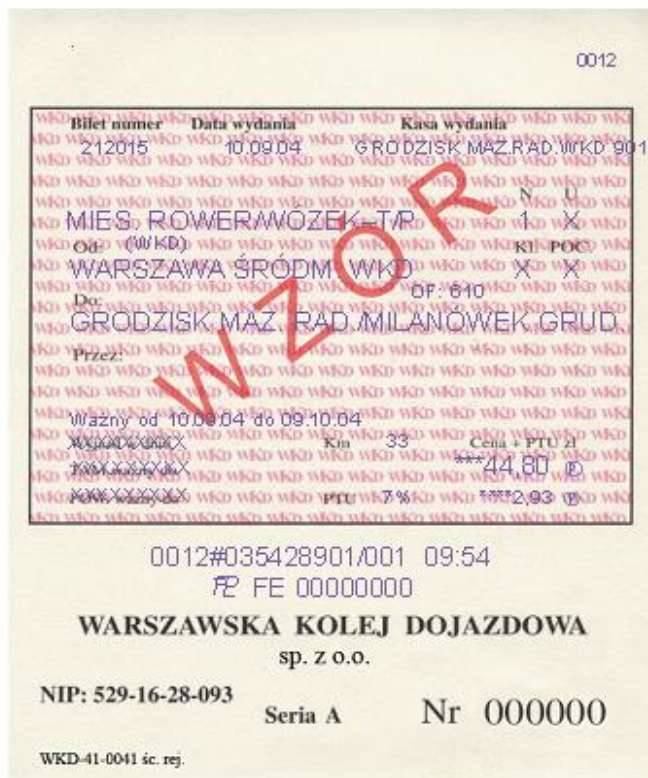 0012
Bilet numer Data wydania Kasa wydania
212015 10.09.04 GRODZISK MAZ.RAD.WKD 901
N U
MIES. ROWER/WÓZEK-T/P 1 X
Od: (WKD) Kl. POC.
WARSZAWA ŚRÓDM. WKD X X
Do: OF: 610
GRODZISK MAZ. RAD./MILANÓWEK GRUD.
Przez:
WZÓR
Ważny od 10.09.04 do 09.10.04
Km 33 Cena + PTU zł
***44,80
PTU 7% ****2,93
0012#035428901/001 09:54
FE 00000000
WARSZAWSKA KOLEJ DOJAZDOWA
sp. z o.o.
NIP: 529-16-28-093
Seria A Nr 000000
WKD-41-0041 śc. rej.